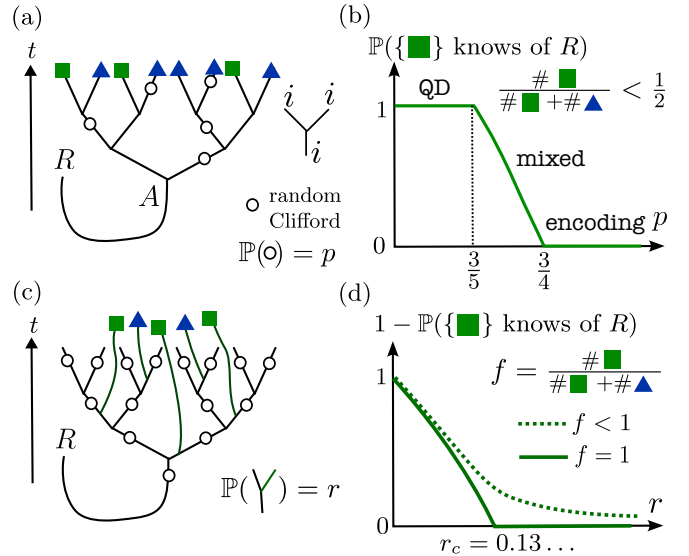 (a)
t
R
A
i i
i
random
Clifford
ℙ(○) = p
(b)
ℙ({■} knows of R)
#■ / #■ + #▲ < 1/2
1
QD
mixed
encoding
p
0
3/5
3/4
(c)
t
R
ℙ( ) = r
(d)
1 − ℙ({■} knows of R)
f = #■ / #■ + #▲
1
f < 1
f = 1
r
0
r_c = 0.13...